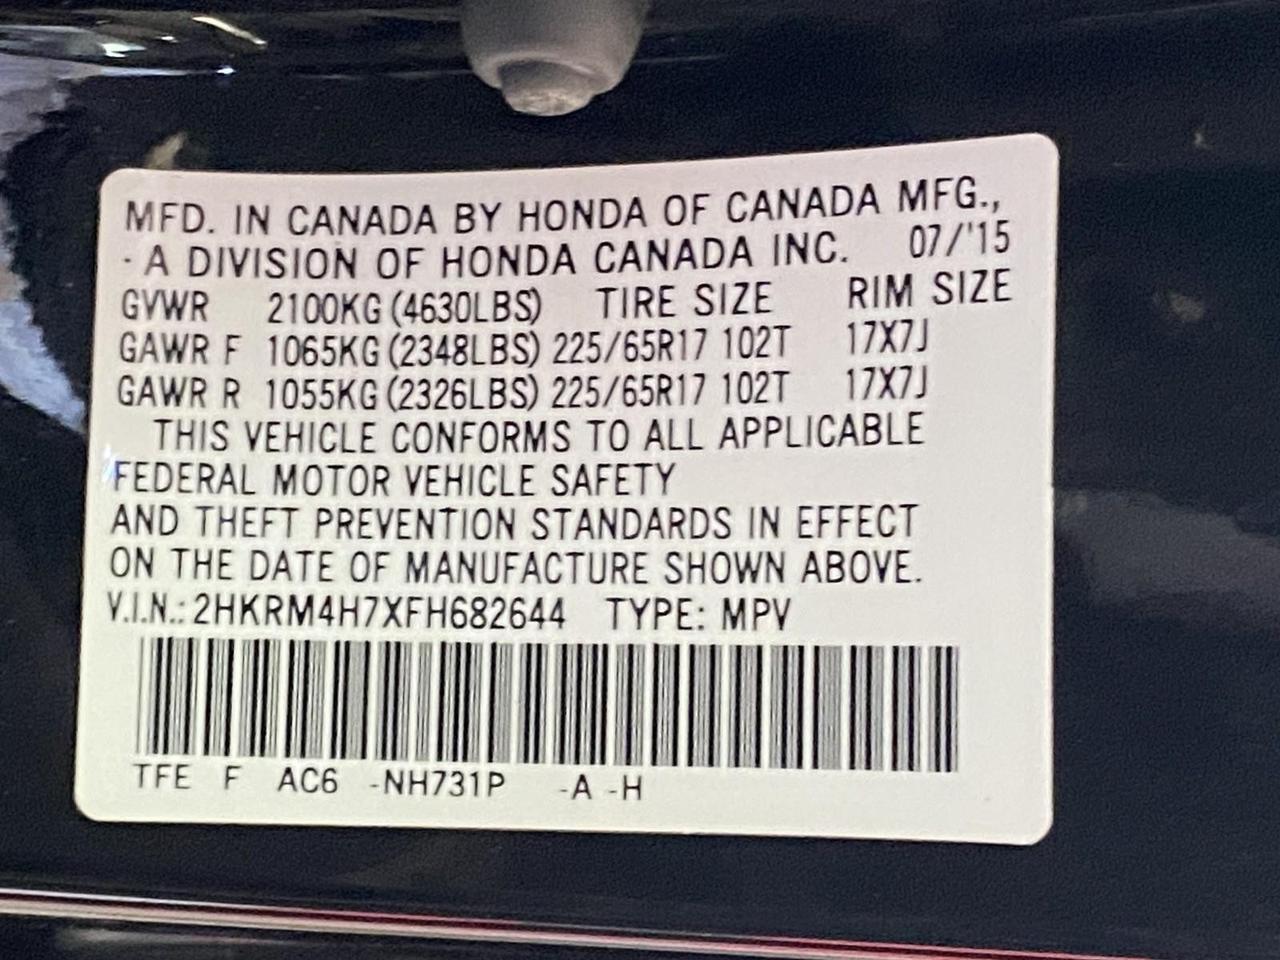 MFD. IN CANADA BY HONDA OF CANADA MFG.,
A DIVISION OF HONDA CANADA INC. 07/'15
GVWR 2100KG (4630LBS) TIRE SIZE RIM SIZE
GAWR F 1065KG (2348LBS) 225/65R17 102T 17X7J
GAWR R 1055KG (2326LBS) 225/65R17 102T 17X7J
THIS VEHICLE CONFORMS TO ALL APPLICABLE
FEDERAL MOTOR VEHICLE SAFETY
AND THEFT PREVENTION STANDARDS IN EFFECT
ON THE DATE OF MANUFACTURE SHOWN ABOVE.
V.I.N.: 2HKRM4H7XFH682644 TYPE: MPV
TFE F AC6 -NH731P -A -H